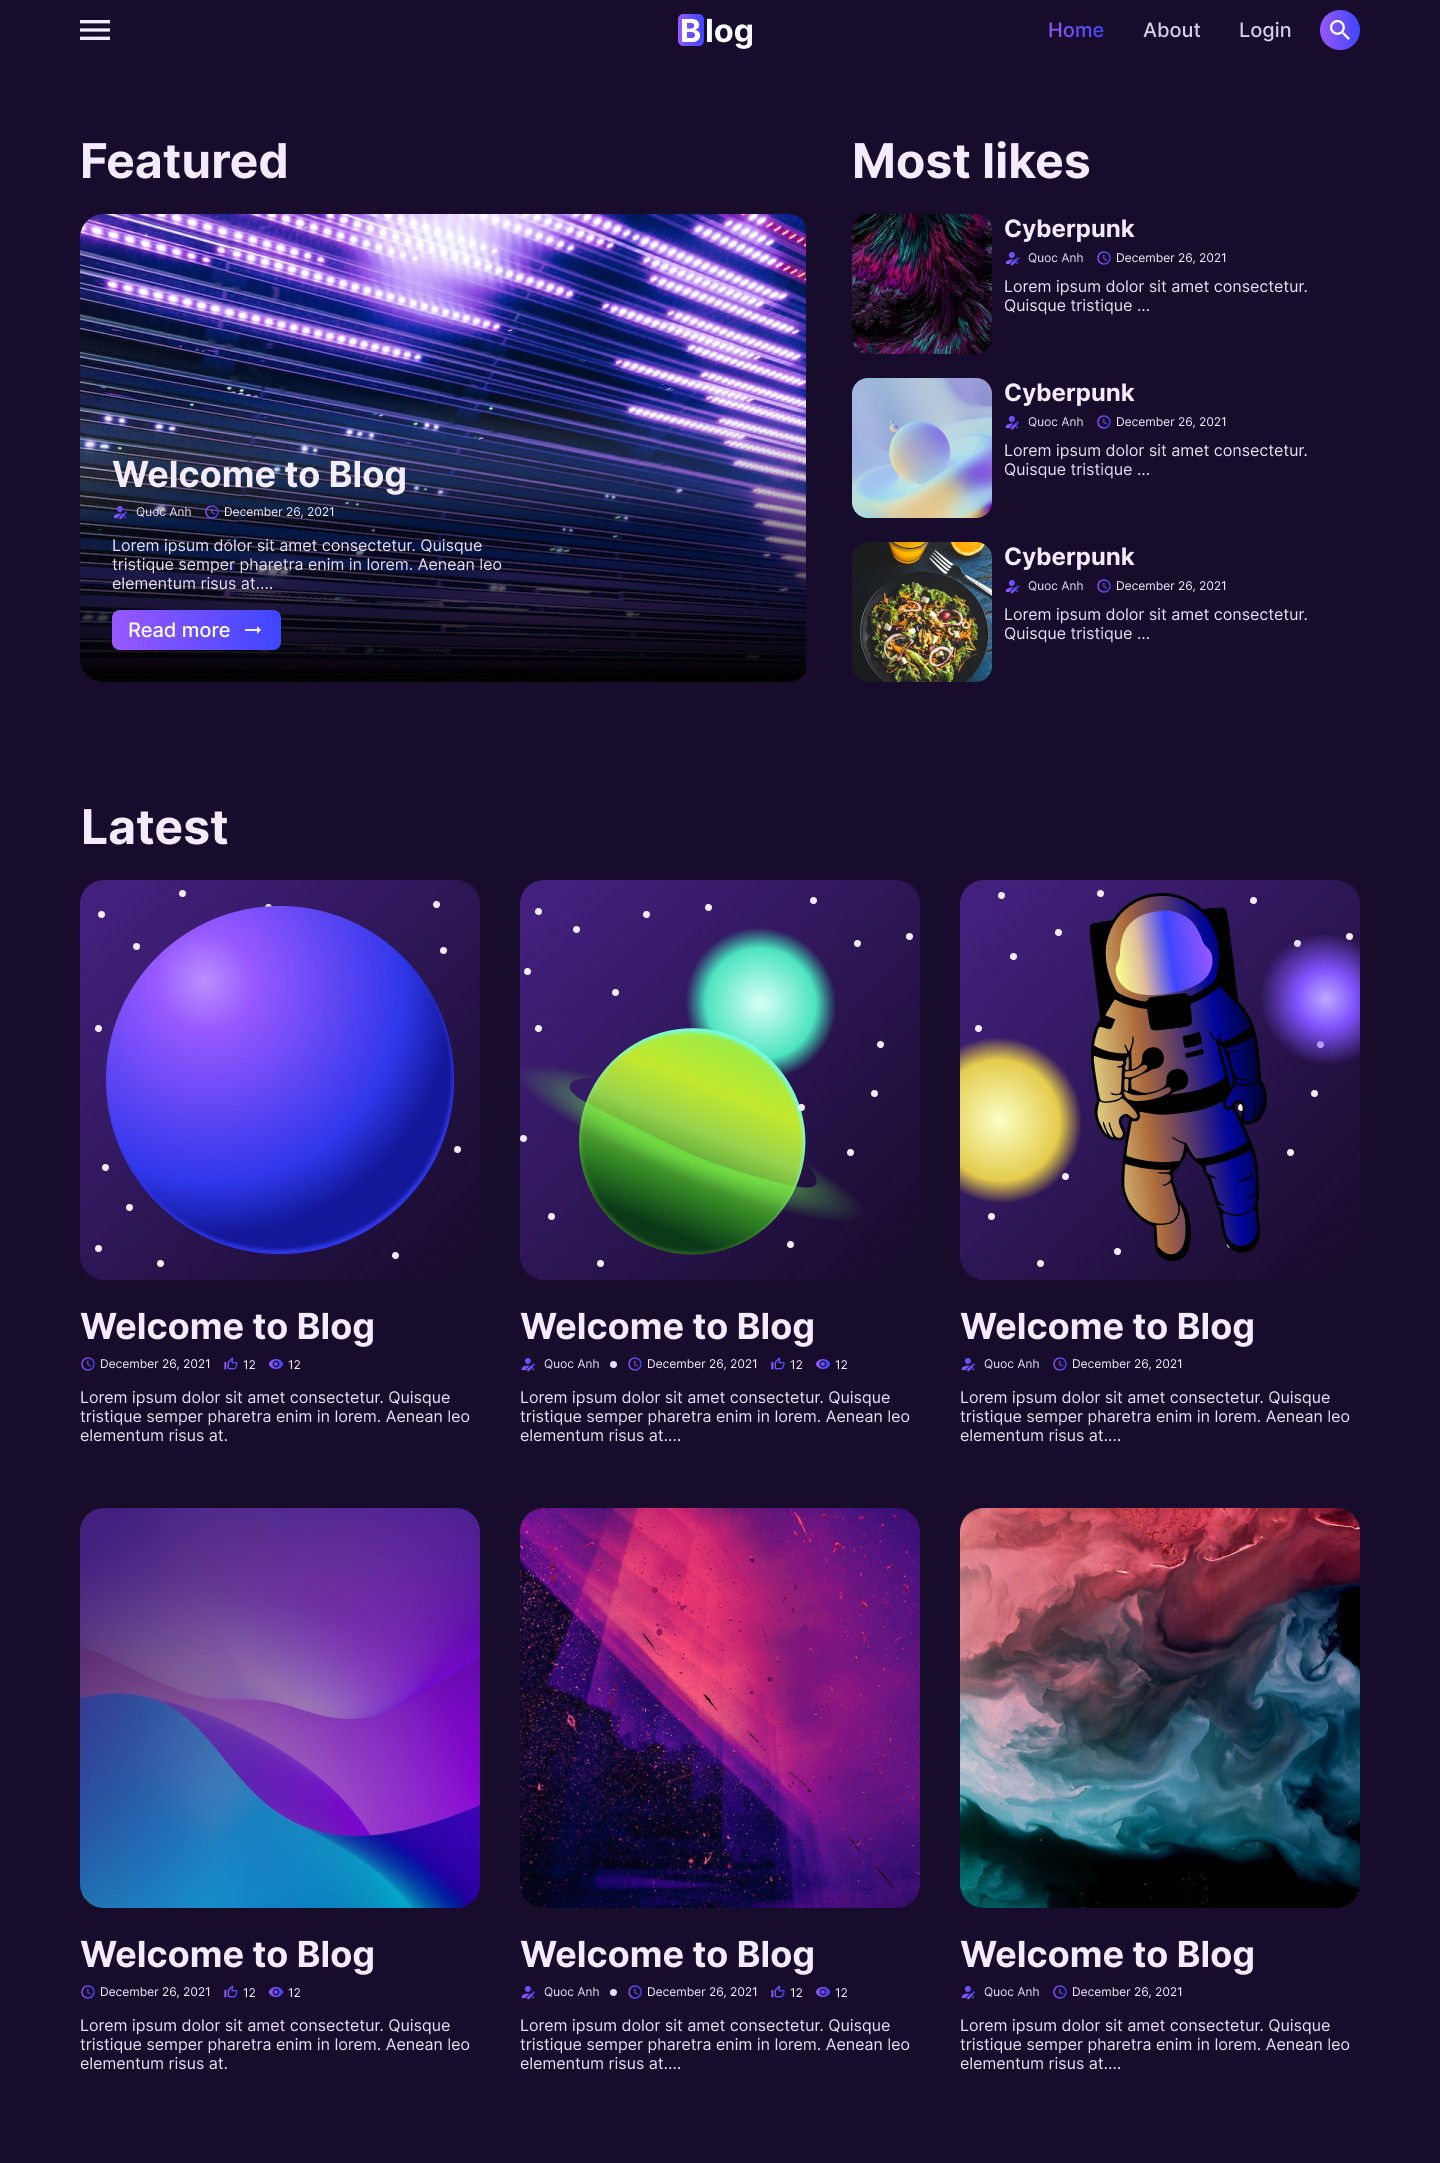 Blog
Home
About
Login
Featured
Welcome to Blog
Quoc Anh December 26, 2021
Lorem ipsum dolor sit amet consectetur. Quisque
tristique semper pharetra enim in lorem. Aenean leo
elementum risus at....
Read more
Most likes
Cyberpunk
Quoc Anh December 26, 2021
Lorem ipsum dolor sit amet consectetur.
Quisque tristique ...
Cyberpunk
Quoc Anh December 26, 2021
Lorem ipsum dolor sit amet consectetur.
Quisque tristique ...
Cyberpunk
Quoc Anh December 26, 2021
Lorem ipsum dolor sit amet consectetur.
Quisque tristique ...
Latest
Welcome to Blog
December 26, 2021 12 12
Lorem ipsum dolor sit amet consectetur. Quisque
tristique semper pharetra enim in lorem. Aenean leo
elementum risus at.
Welcome to Blog
Quoc Anh December 26, 2021 12 12
Lorem ipsum dolor sit amet consectetur. Quisque
tristique semper pharetra enim in lorem. Aenean leo
elementum risus at....
Welcome to Blog
Quoc Anh December 26, 2021
Lorem ipsum dolor sit amet consectetur. Quisque
tristique semper pharetra enim in lorem. Aenean leo
elementum risus at....
Welcome to Blog
December 26, 2021 12 12
Lorem ipsum dolor sit amet consectetur. Quisque
tristique semper pharetra enim in lorem. Aenean leo
elementum risus at.
Welcome to Blog
Quoc Anh December 26, 2021 12 12
Lorem ipsum dolor sit amet consectetur. Quisque
tristique semper pharetra enim in lorem. Aenean leo
elementum risus at....
Welcome to Blog
Quoc Anh December 26, 2021
Lorem ipsum dolor sit amet consectetur. Quisque
tristique semper pharetra enim in lorem. Aenean leo
elementum risus at....